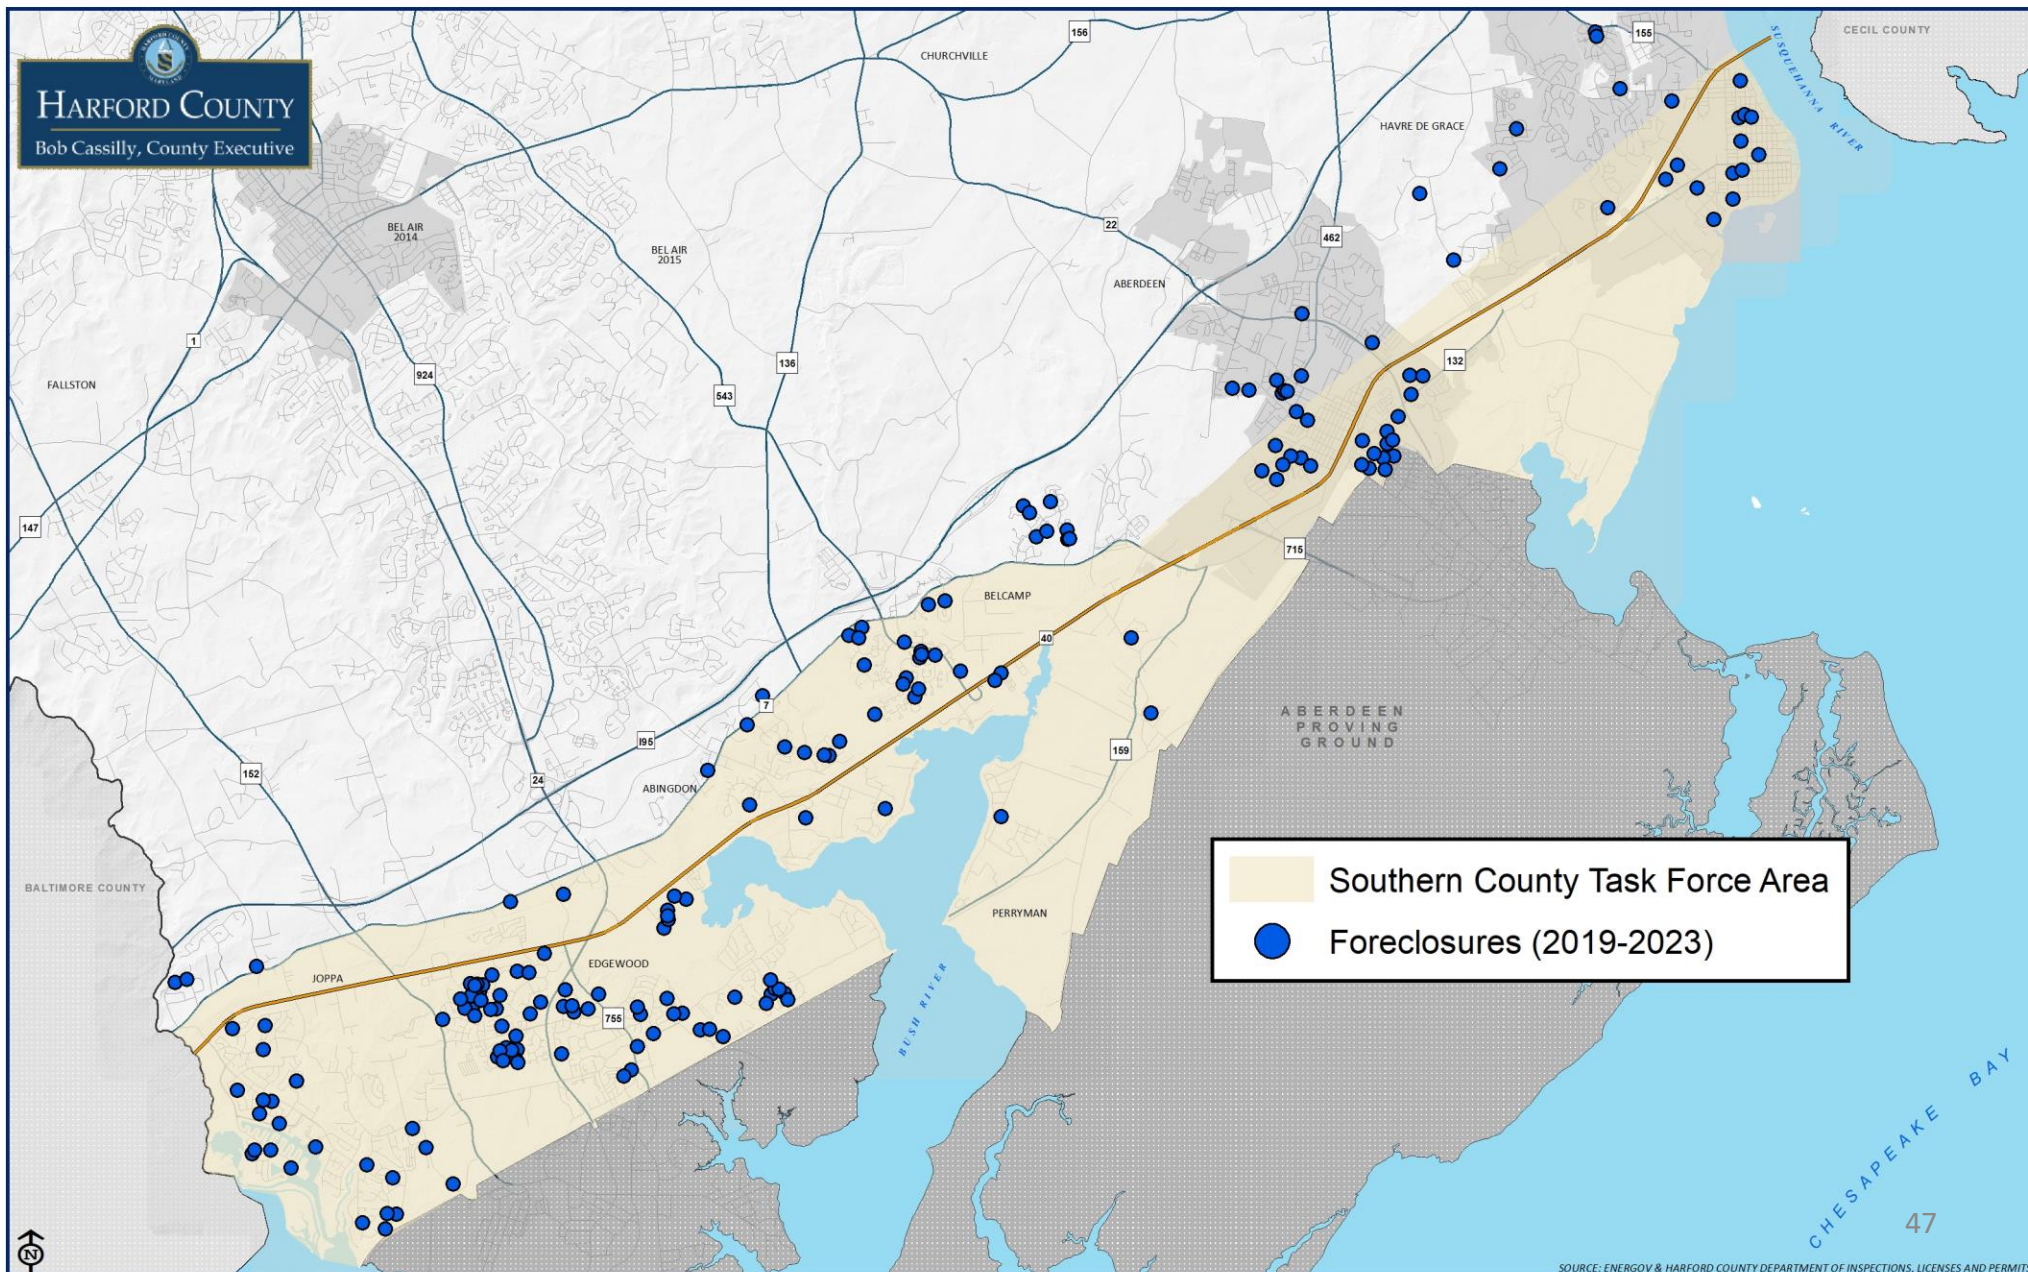 HARFORD COUNTY
MARYLAND
HARFORD COUNTY
Bob Cassilly, County Executive
CHURCHVILLE
156
155
CECIL COUNTY
SUSQUEHANNA RIVER
HAVRE DE GRACE
BEL AIR
2014
BEL AIR
2015
22
462
ABERDEEN
1
136
132
FALLSTON
924
543
147
715
BELCAMP
40
7
ABERDEEN
PROVING
GROUND
I95
159
152
24
ABINGDON
BALTIMORE COUNTY
Southern County Task Force Area
PERRYMAN
Foreclosures (2019-2023)
JOPPA
EDGEWOOD
755
BUSH RIVER
CHESAPEAKE BAY
47
N
SOURCE: ENERGOV & HARFORD COUNTY DEPARTMENT OF INSPECTIONS, LICENSES AND PERMITS